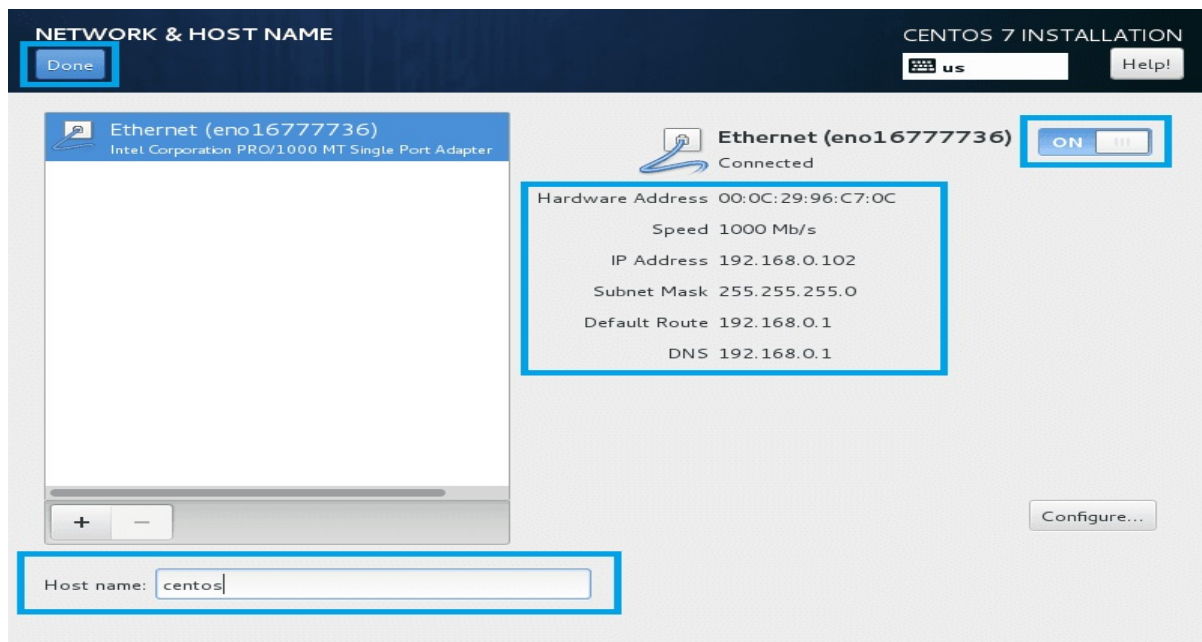 NETWORK & HOST NAME
CENTOS 7 INSTALLATION
Done
us
Help!
Ethernet (eno16777736)
Intel Corporation PRO/1000 MT Single Port Adapter
Ethernet (eno16777736)
Connected
ON
Hardware Address 00:0C:29:96:C7:0C
Speed 1000 Mb/s
IP Address 192.168.0.102
Subnet Mask 255.255.255.0
Default Route 192.168.0.1
DNS 192.168.0.1
+ −
Configure...
Host name: centos